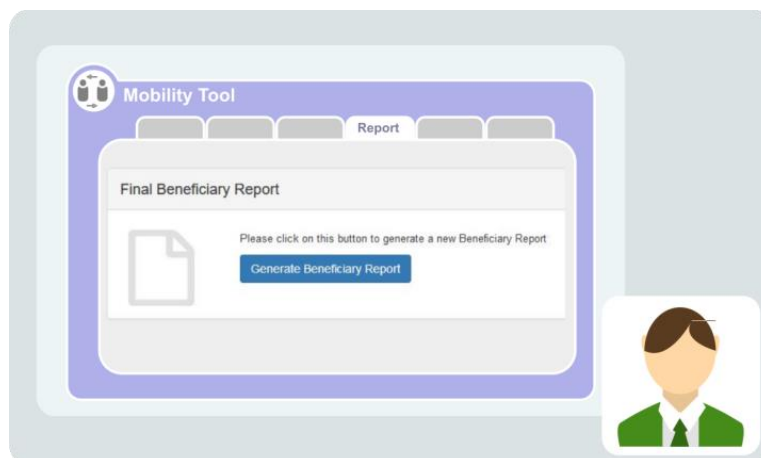 Mobility Tool
Report
Final Beneficiary Report
Please click on this button to generate a new Beneficiary Report
Generate Beneficiary Report